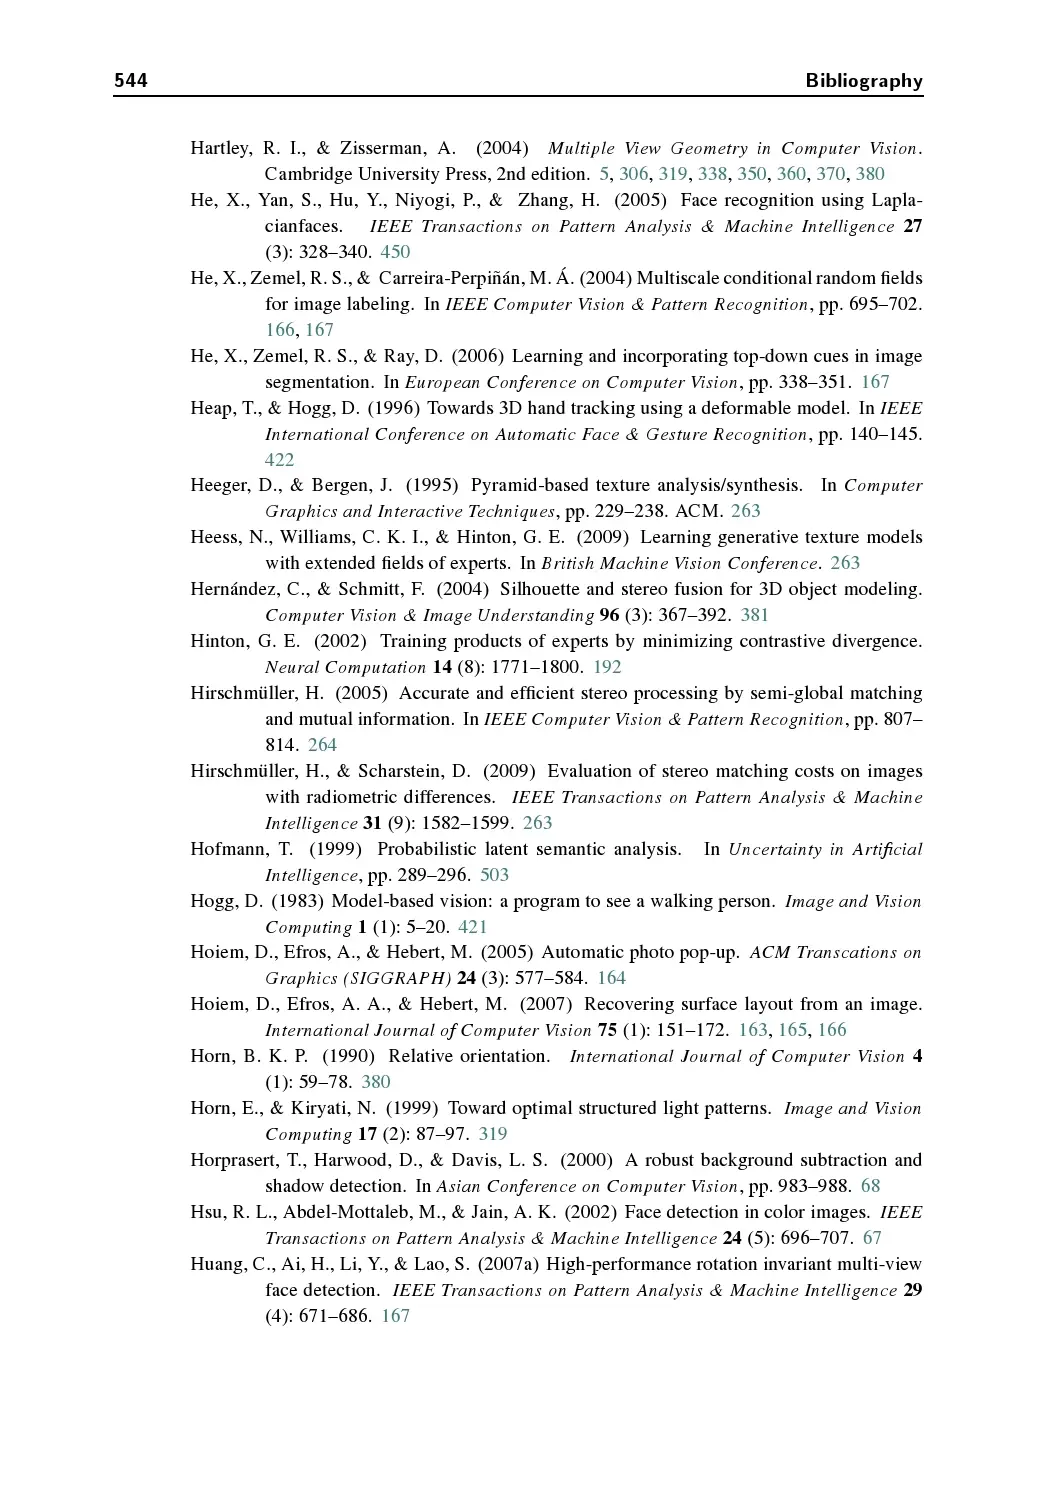 544 Bibliography
Hartley, R. I., & Zisserman, A. (2004) Multiple View Geometry in Computer Vision.
Cambridge University Press, 2nd edition. 5, 306, 319, 338, 350, 360, 370, 380
He, X., Yan, S., Hu, Y., Niyogi, P., & Zhang, H. (2005) Face recognition using Lapla-
cianfaces. IEEE Transactions on Pattern Analysis & Machine Intelligence 27
(3): 328–340. 450
He, X., Zemel, R. S., & Carreira-Perpiñán, M. Á. (2004) Multiscale conditional random fields
for image labeling. In IEEE Computer Vision & Pattern Recognition, pp. 695–702.
166, 167
He, X., Zemel, R. S., & Ray, D. (2006) Learning and incorporating top-down cues in image
segmentation. In European Conference on Computer Vision, pp. 338–351. 167
Heap, T., & Hogg, D. (1996) Towards 3D hand tracking using a deformable model. In IEEE
International Conference on Automatic Face & Gesture Recognition, pp. 140–145.
422
Heeger, D., & Bergen, J. (1995) Pyramid-based texture analysis/synthesis. In Computer
Graphics and Interactive Techniques, pp. 229–238. ACM. 263
Heess, N., Williams, C. K. I., & Hinton, G. E. (2009) Learning generative texture models
with extended fields of experts. In British Machine Vision Conference. 263
Hernández, C., & Schmitt, F. (2004) Silhouette and stereo fusion for 3D object modeling.
Computer Vision & Image Understanding 96 (3): 367–392. 381
Hinton, G. E. (2002) Training products of experts by minimizing contrastive divergence.
Neural Computation 14 (8): 1771–1800. 192
Hirschmüller, H. (2005) Accurate and efficient stereo processing by semi-global matching
and mutual information. In IEEE Computer Vision & Pattern Recognition, pp. 807–
814. 264
Hirschmüller, H., & Scharstein, D. (2009) Evaluation of stereo matching costs on images
with radiometric differences. IEEE Transactions on Pattern Analysis & Machine
Intelligence 31 (9): 1582–1599. 263
Hofmann, T. (1999) Probabilistic latent semantic analysis. In Uncertainty in Artificial
Intelligence, pp. 289–296. 503
Hogg, D. (1983) Model-based vision: a program to see a walking person. Image and Vision
Computing 1 (1): 5–20. 421
Hoiem, D., Efros, A., & Hebert, M. (2005) Automatic photo pop-up. ACM Transcations on
Graphics (SIGGRAPH) 24 (3): 577–584. 164
Hoiem, D., Efros, A. A., & Hebert, M. (2007) Recovering surface layout from an image.
International Journal of Computer Vision 75 (1): 151–172. 163, 165, 166
Horn, B. K. P. (1990) Relative orientation. International Journal of Computer Vision 4
(1): 59–78. 380
Horn, E., & Kiryati, N. (1999) Toward optimal structured light patterns. Image and Vision
Computing 17 (2): 87–97. 319
Horprasert, T., Harwood, D., & Davis, L. S. (2000) A robust background subtraction and
shadow detection. In Asian Conference on Computer Vision, pp. 983–988. 68
Hsu, R. L., Abdel-Mottaleb, M., & Jain, A. K. (2002) Face detection in color images. IEEE
Transactions on Pattern Analysis & Machine Intelligence 24 (5): 696–707. 67
Huang, C., Ai, H., Li, Y., & Lao, S. (2007a) High-performance rotation invariant multi-view
face detection. IEEE Transactions on Pattern Analysis & Machine Intelligence 29
(4): 671–686. 167